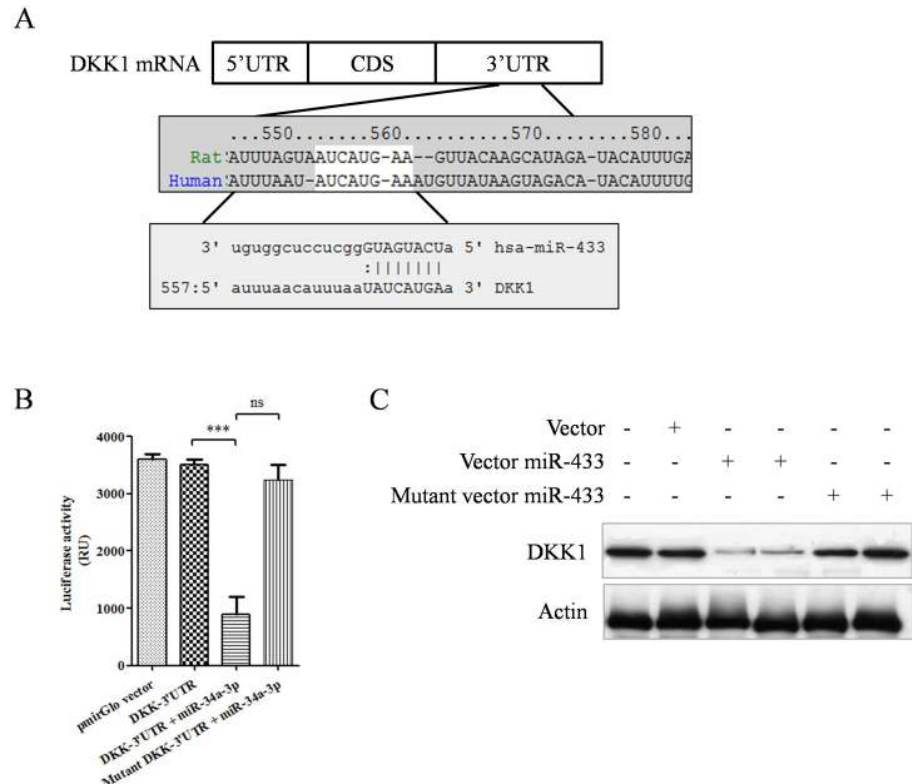 A
DKK1 mRNA 5'UTR CDS 3'UTR
...550.......560.........570.......580...
Rat AUUUAGUAAUCAUG-AA--GUUACAAGCAUAGA-UACAUUUGA
Human AUUUAAU-AUCAUG-AAAUGUUAUAAGUAGACA-UACAUUUUG
3' uguggcuccucggGUAGUACUa 5' hsa-miR-433
:|||||||
557:5' auuuaacauuuaaUAUCAUGAa 3' DKK1
B
ns
***
4000
3000
2000
1000
0
Luciferase activity
(RU)
pmirGlo vector
DKK-3'UTR
DKK-3'UTR + miR-34a-3p
Mutant DKK-3'UTR + miR-34a-3p
C
Vector - + - - - -
Vector miR-433 - - + + - -
Mutant vector miR-433 - - - - + +
DKK1
Actin